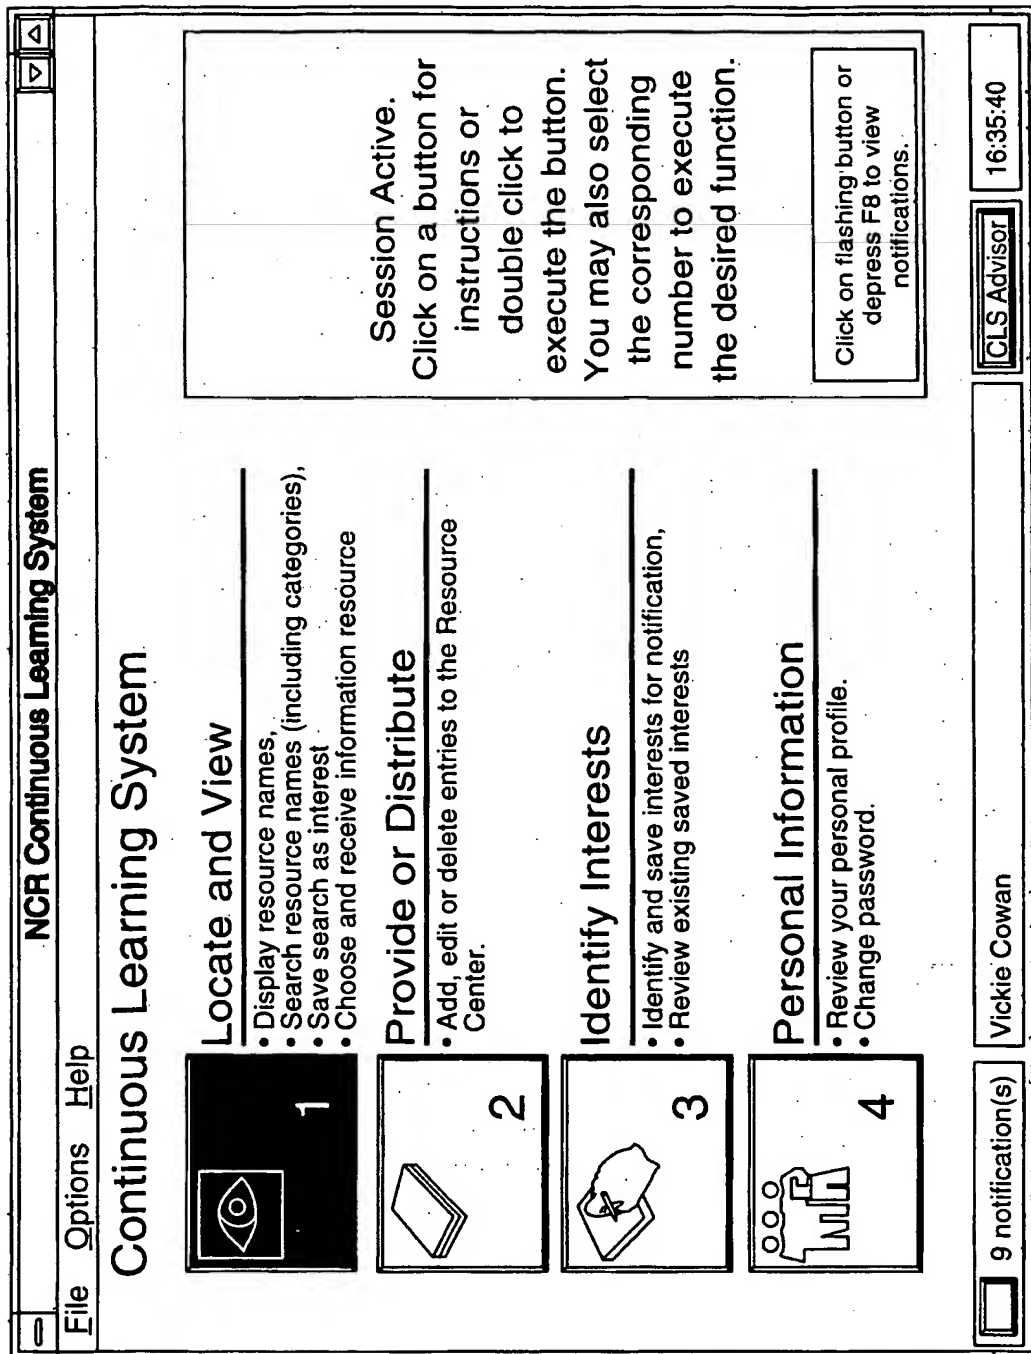 NCR Continuous Learning System
File Options Help
Continuous Learning System
1
Locate and View
• Display resource names,
• Search resource names (including categories),
• Save search as interest
• Choose and receive information resource
2
Provide or Distribute
• Add, edit or delete entries to the Resource
Center.
3
Identify Interests
• Identify and save interests for notification,
• Review existing saved interests
4
Personal Information
• Review your personal profile.
• Change password.
Session Active.
Click on a button for
instructions or
double click to
execute the button.
You may also select
the corresponding
number to execute
the desired function.
Click on flashing button or
depress F8 to view
notifications.
9 notification(s)
Vickie Cowan
CLS Advisor
16:35:40